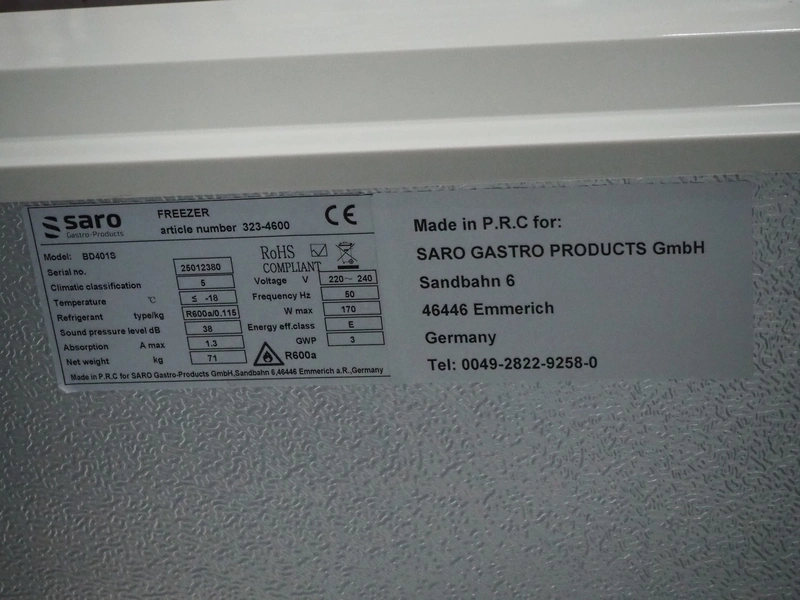 saro
Gastro-Products
FREEZER
article number 323-4600
CE
Model: BD401S
Serial no. 25012380
Climatic classification 5
Temperature °C ≤ -18
Refrigerant type/kg R600a/0.115
Sound pressure level dB 38
Absorption A max 1.3
Net weight kg 71
RoHS
COMPLIANT
Voltage V 220~ 240
Frequency Hz 50
W max 170
Energy eff.class E
GWP 3
R600a
Made in P.R.C for SARO Gastro-Products GmbH,Sandbahn 6,46446 Emmerich a.R.,Germany
Made in P.R.C for:
SARO GASTRO PRODUCTS GmbH
Sandbahn 6
46446 Emmerich
Germany
Tel: 0049-2822-9258-0